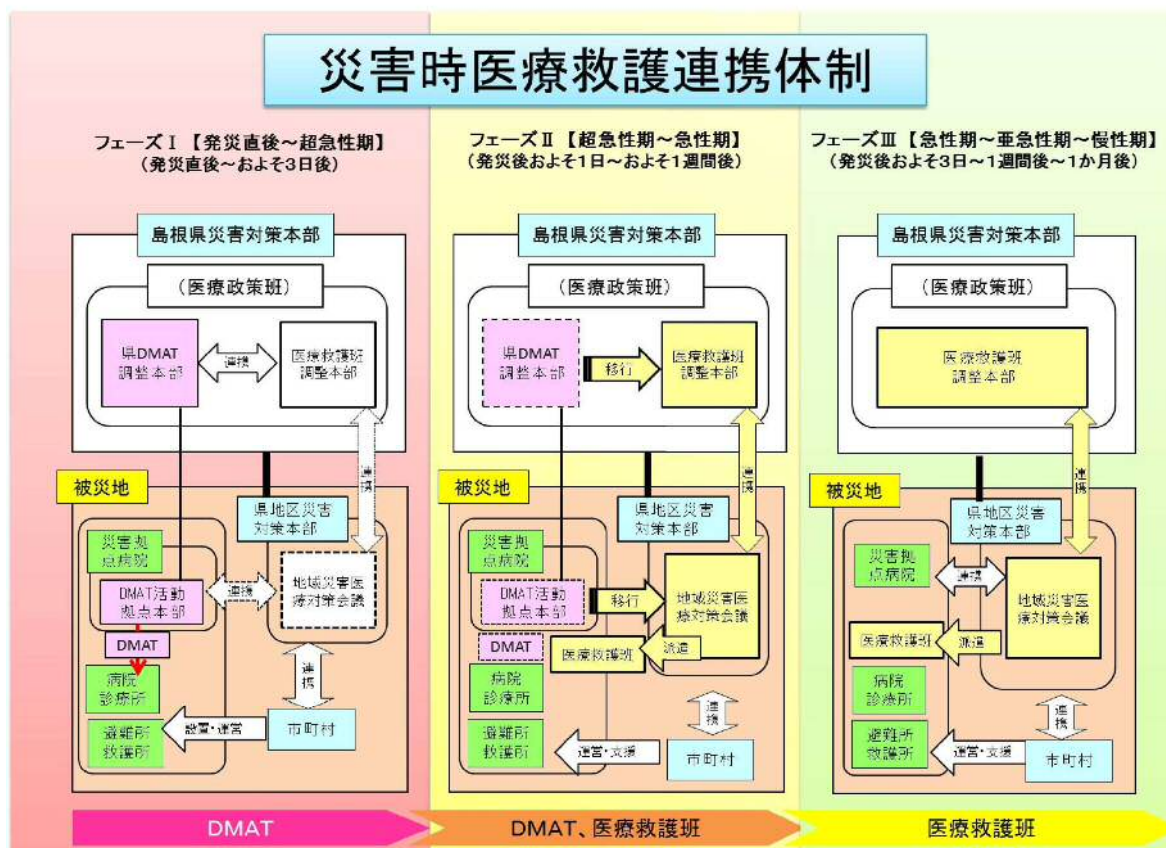 災害時医療救護連携体制
フェーズⅠ【発災直後～超急性期】
（発災直後～およそ3日後）
島根県災害対策本部
（医療政策班）
県DMAT
調整本部
連携
医療救護班
調整本部
連携
被災地
県地区災害
対策本部
災害拠
点病院
DMAT活動
拠点本部
連携
地域災害医
療対策会議
DMAT
病院
診療所
連携
避難所
救護所
設置・運営
市町村
DMAT
フェーズⅡ【超急性期～急性期】
（発災後およそ1日～およそ1週間後）
島根県災害対策本部
（医療政策班）
県DMAT
調整本部
移行
医療救護班
調整本部
連携
被災地
県地区災害
対策本部
災害拠
点病院
DMAT活動
拠点本部
移行
地域災害医
療対策会議
DMAT
医療救護班
派遣
病院
診療所
連携
避難所
救護所
運営・支援
市町村
DMAT、医療救護班
フェーズⅢ【急性期～亜急性期～慢性期】
（発災後およそ3日～1週間後～1か月後）
島根県災害対策本部
（医療政策班）
医療救護班
調整本部
連携
被災地
県地区災害
対策本部
災害拠
点病院
連携
地域災害医
療対策会議
医療救護班
派遣
病院
診療所
連携
避難所
救護所
運営・支援
市町村
医療救護班